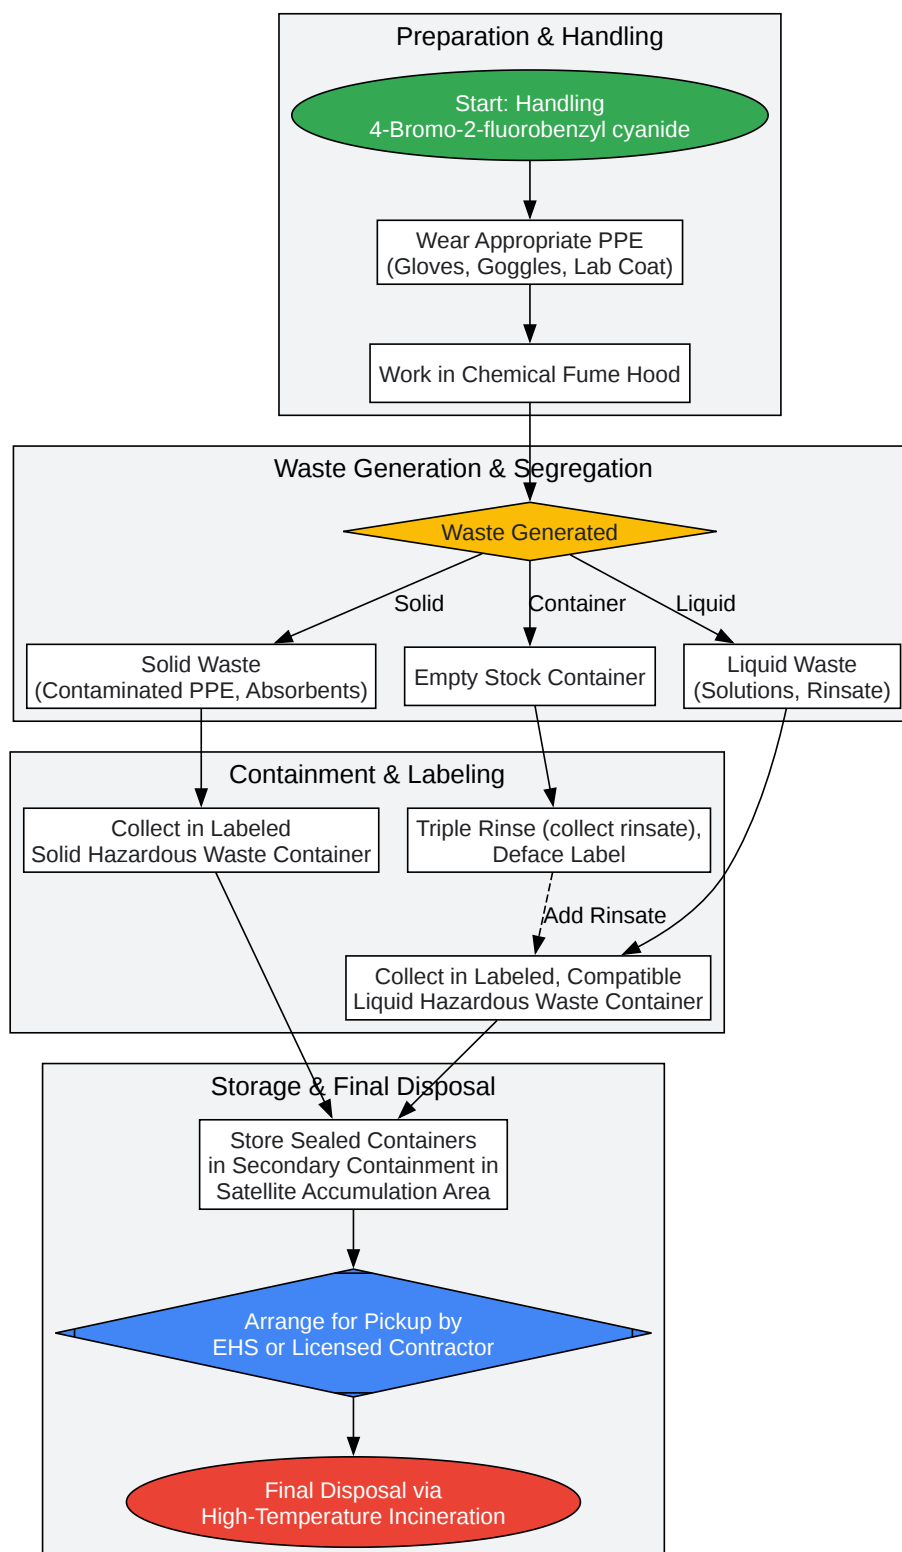 Preparation & Handling
Start: Handling
4-Bromo-2-fluorobenzyl cyanide
Wear Appropriate PPE
(Gloves, Goggles, Lab Coat)
Work in Chemical Fume Hood
Waste Generation & Segregation
Waste Generated
Solid
Container
Liquid
Solid Waste
(Contaminated PPE, Absorbents)
Empty Stock Container
Liquid Waste
(Solutions, Rinsate)
Containment & Labeling
Collect in Labeled
Solid Hazardous Waste Container
Triple Rinse (collect rinsate),
Deface Label
Add Rinsate
Collect in Labeled, Compatible
Liquid Hazardous Waste Container
Storage & Final Disposal
Store Sealed Containers
in Secondary Containment in
Satellite Accumulation Area
Arrange for Pickup by
EHS or Licensed Contractor
Final Disposal via
High-Temperature Incineration